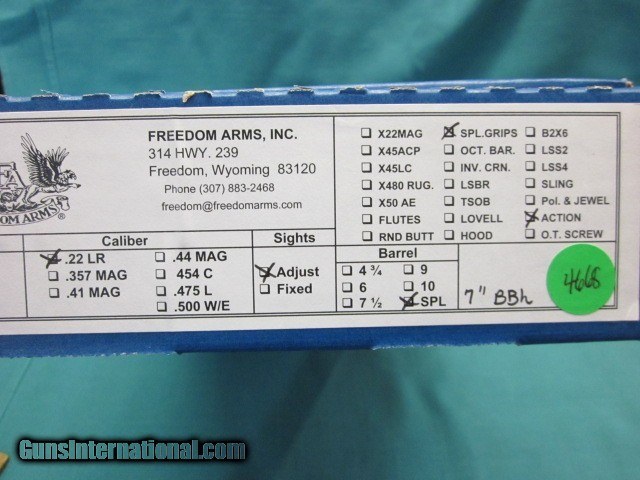 FREEDOM ARMS, INC.
314 HWY. 239
Freedom, Wyoming 83120
Phone (307) 883-2468
freedom@freedomarms.com
DOM ARMS®
X22MAG
X45ACP
X45LC
X480 RUG.
X50 AE
FLUTES
RND BUTT
SPL.GRIPS
OCT. BAR.
INV. CRN.
LSBR
TSOB
LOVELL
HOOD
B2X6
LSS2
LSS4
SLING
Pol. & JEWEL
ACTION
O.T. SCREW
Caliber
.22 LR
.357 MAG
.41 MAG
.44 MAG
454 C
.475 L
.500 W/E
Sights
Adjust
Fixed
Barrel
4 ¾
6
7 ½
9
10
SPL
7" BBL
4668
GunsInternational.com